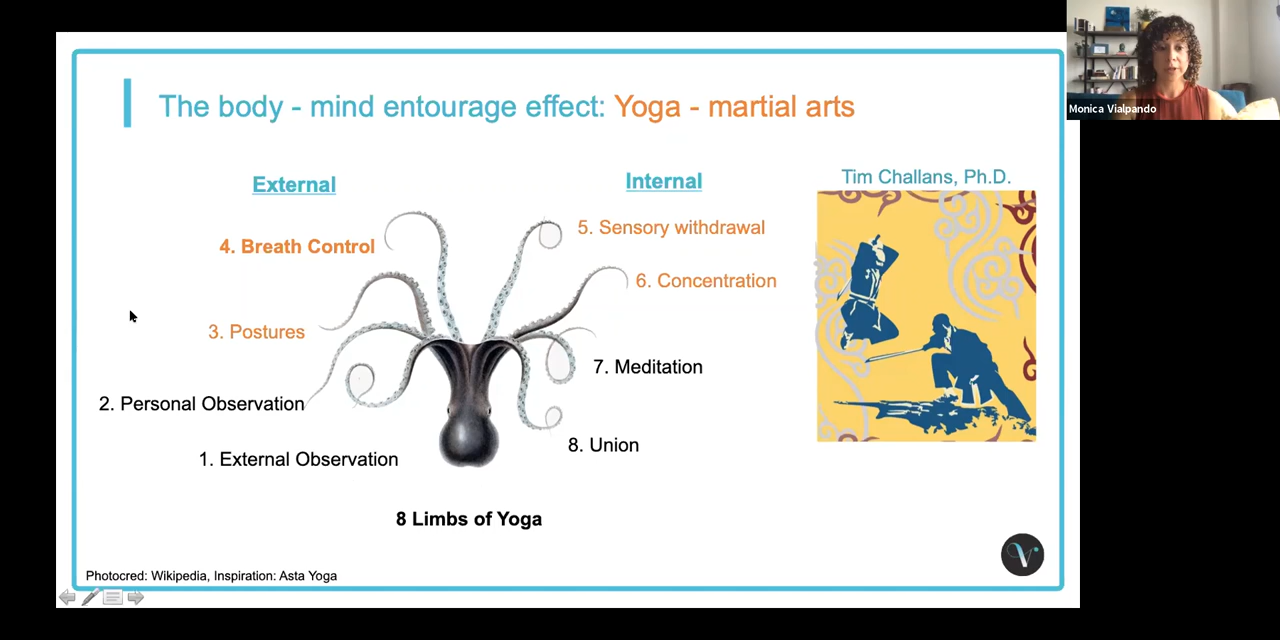 Monica Vialpando
The body - mind entourage effect: Yoga - martial arts
External
Internal
Tim Challans, Ph.D.
4. Breath Control
3. Postures
2. Personal Observation
1. External Observation
5. Sensory withdrawal
6. Concentration
7. Meditation
8. Union
8 Limbs of Yoga
V
Photocred: Wikipedia, Inspiration: Asta Yoga